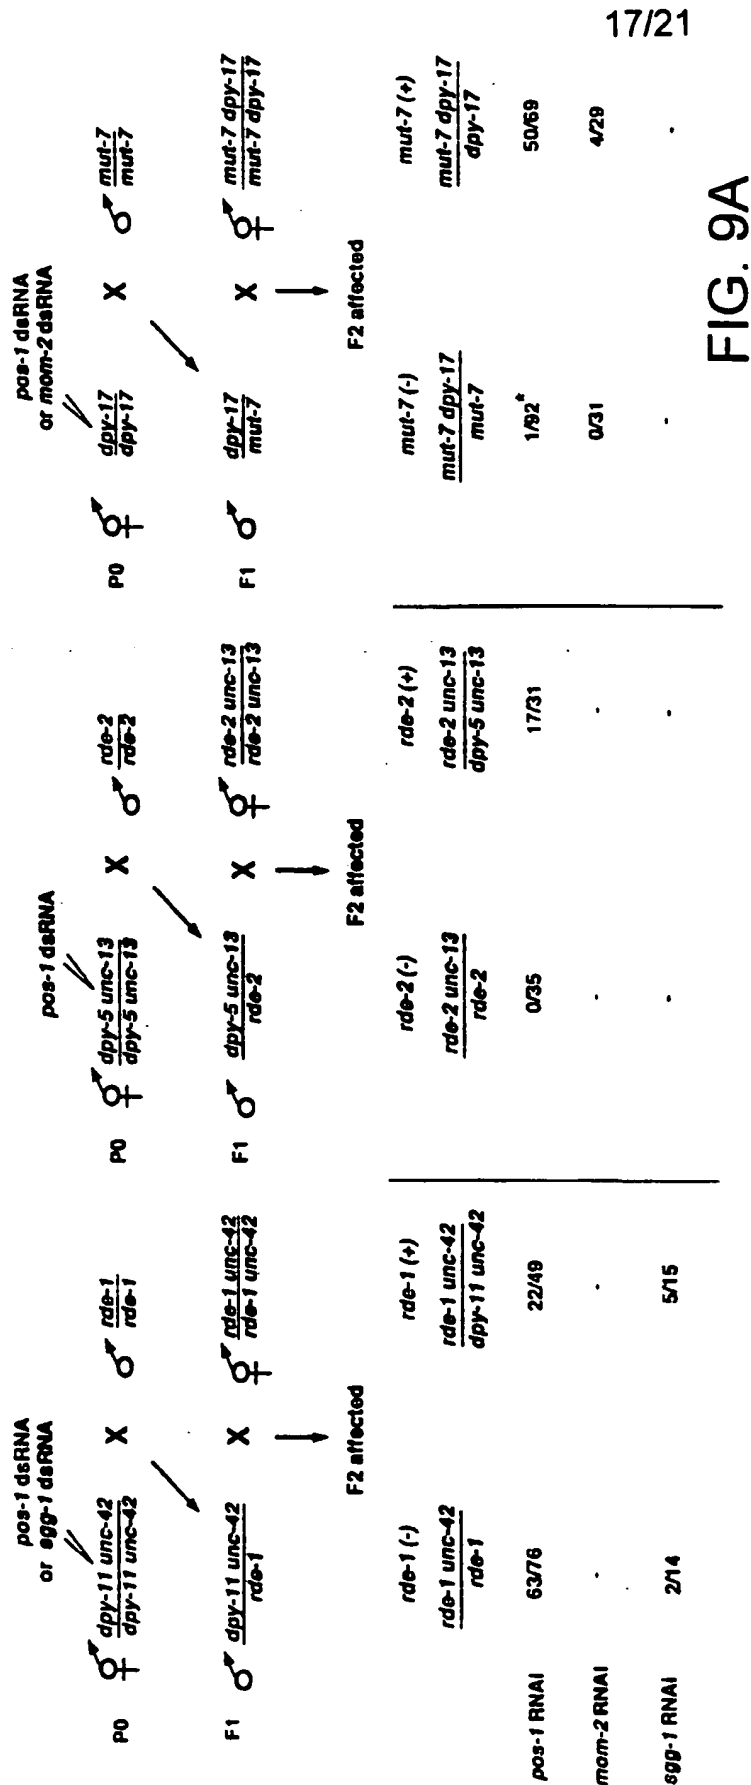 17/21
pos-1 dsRNA
or sgg-1 dsRNA
P0 ⚥ dpy-11 unc-42 X ♂ rde-1
dpy-11 unc-42 rde-1
F1 ♂ dpy-11 unc-42 X ⚥ rde-1 unc-42
rde-1 rde-1 unc-42
F2 affected
rde-1 (-) rde-1 (+)
rde-1 unc-42 rde-1 unc-42
rde-1 dpy-11 unc-42
pos-1 RNAi 63/76 22/49
mom-2 RNAi - -
sgg-1 RNAi 2/14 5/15
pos-1 dsRNA
P0 ⚥ dpy-5 unc-13 X ♂ rde-2
dpy-5 unc-13 rde-2
F1 ♂ dpy-5 unc-13 X ⚥ rde-2 unc-13
rde-2 rde-2 unc-13
F2 affected
rde-2 (-) rde-2 (+)
rde-2 unc-13 rde-2 unc-13
rde-2 dpy-5 unc-13
0/35 17/31
- -
- -
pos-1 dsRNA
or mom-2 dsRNA
P0 ⚥ dpy-17 X ♂ mut-7
dpy-17 mut-7
F1 ♂ dpy-17 X ⚥ mut-7 dpy-17
mut-7 mut-7 dpy-17
F2 affected
mut-7 (-) mut-7 (+)
mut-7 dpy-17 mut-7 dpy-17
mut-7 dpy-17
1/92* 50/69
0/31 4/29
- -
FIG. 9A